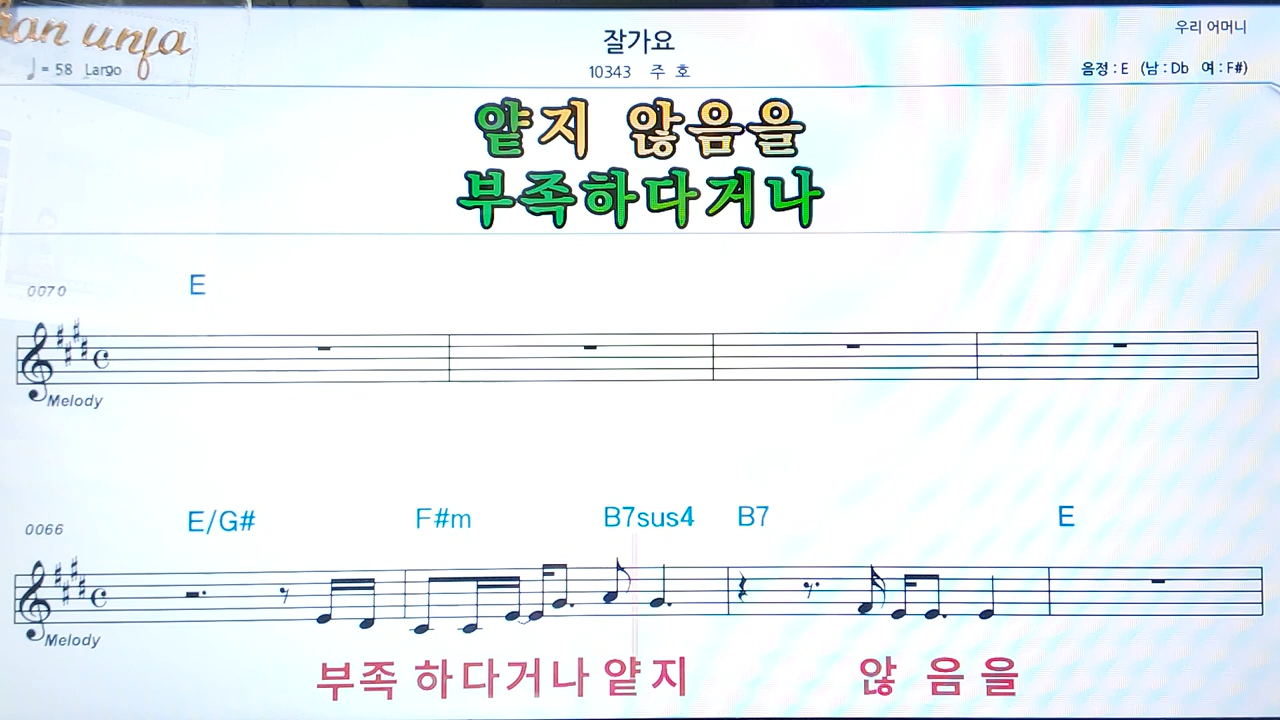 잘가요
우리 어머니
♩= 58 Largo
10343 주 호
음정 : E (남 : Db 여 : F#)
얕지 않음을
부족하다거나
0070 E
Melody
0066 E/G# F#m B7sus4 B7 E
Melody
부족 하다거나 얕지 않 음 을